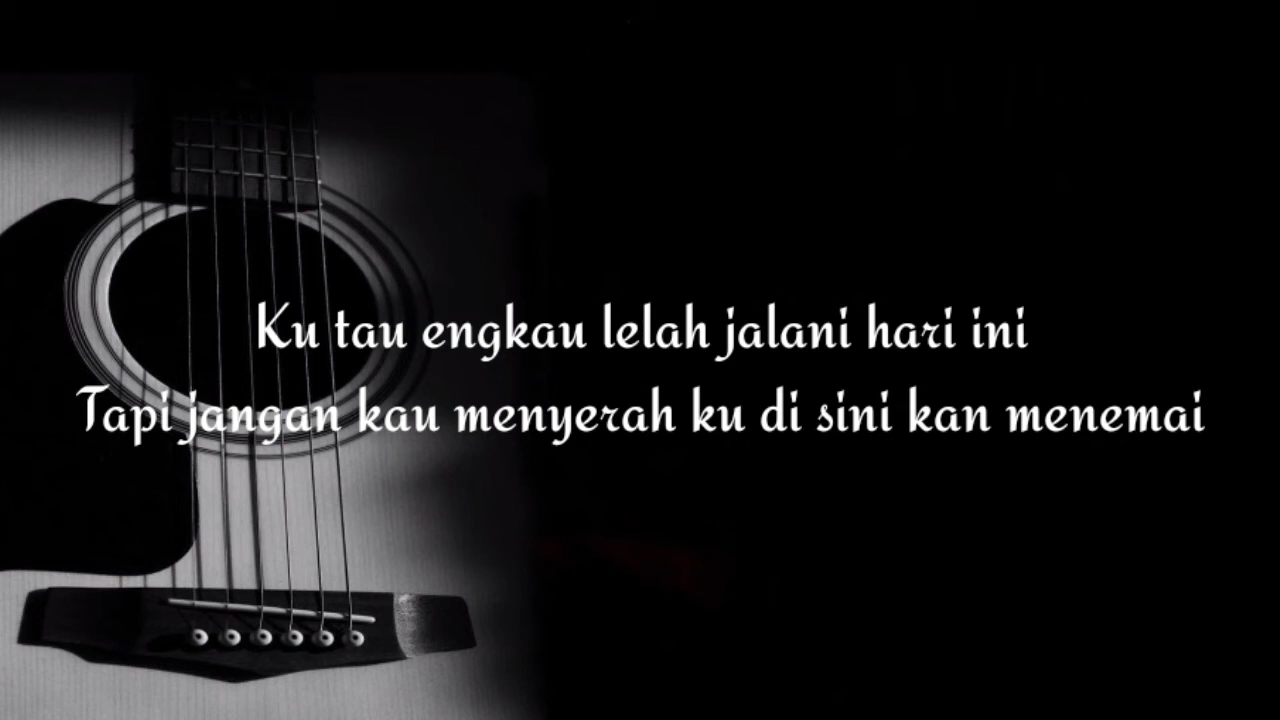 Ku tau engkau lelah jalani hari ini
Tapi jangan kau menyerah ku di sini kan menemai